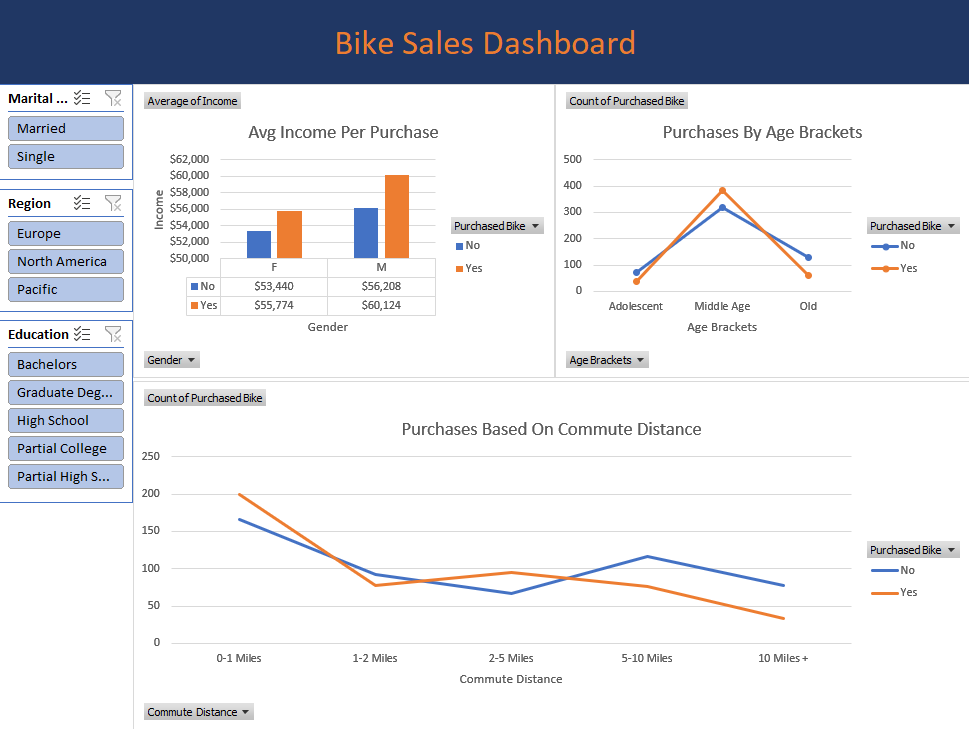 Bike Sales Dashboard
Marital ...
Married
Single
Region
Europe
North America
Pacific
Education
Bachelors
Graduate Deg...
High School
Partial College
Partial High S...
Average of Income
Avg Income Per Purchase
Income
$62,000
$60,000
$58,000
$56,000
$54,000
$52,000
$50,000
F M
No $53,440 $56,208
Yes $55,774 $60,124
Gender
Purchased Bike
No
Yes
Gender
Count of Purchased Bike
Purchases By Age Brackets
500
400
300
200
100
0
Adolescent Middle Age Old
Age Brackets
Purchased Bike
No
Yes
Age Brackets
Count of Purchased Bike
Purchases Based On Commute Distance
250
200
150
100
50
0
0-1 Miles 1-2 Miles 2-5 Miles 5-10 Miles 10 Miles +
Commute Distance
Purchased Bike
No
Yes
Commute Distance